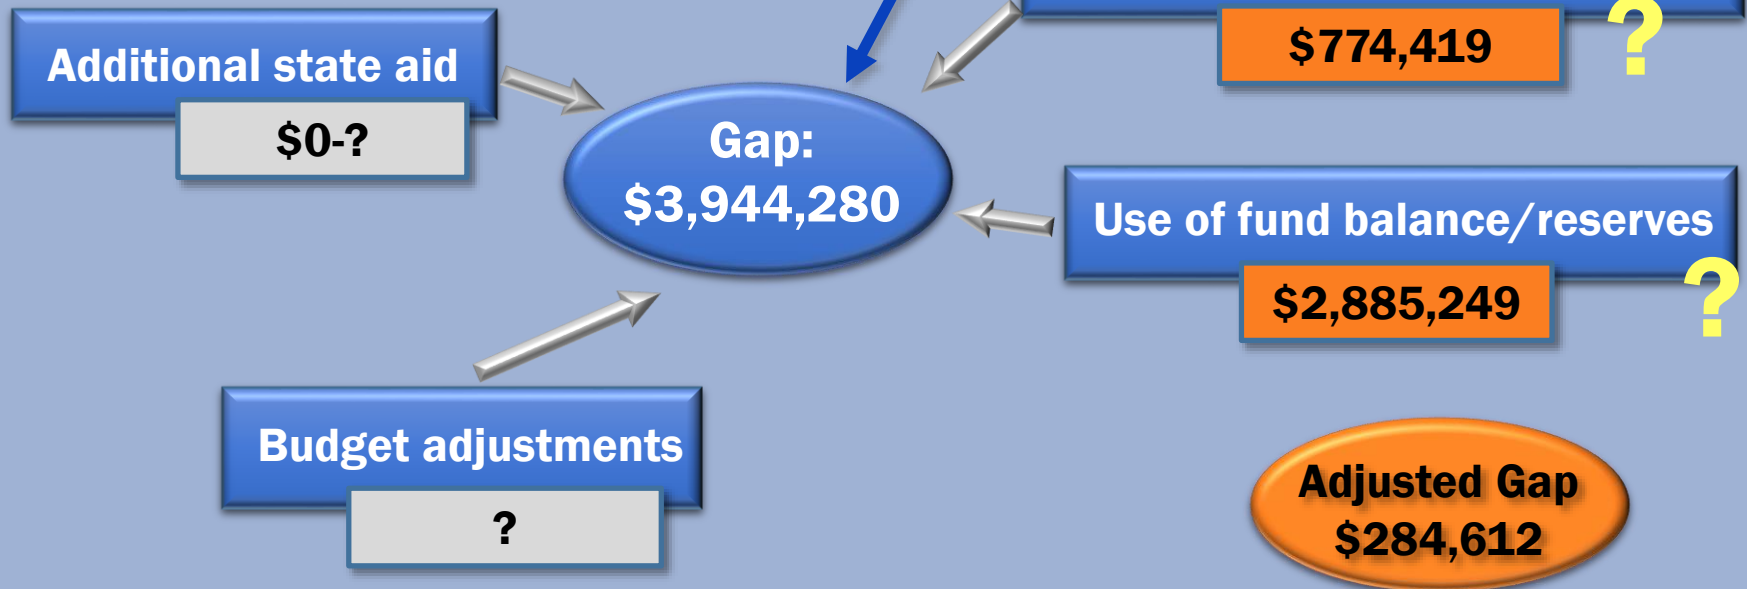 $774,419
?
Additional state aid
$0-?
Gap:
$3,944,280
Use of fund balance/reserves
$2,885,249
?
Budget adjustments
?
Adjusted Gap
$284,612